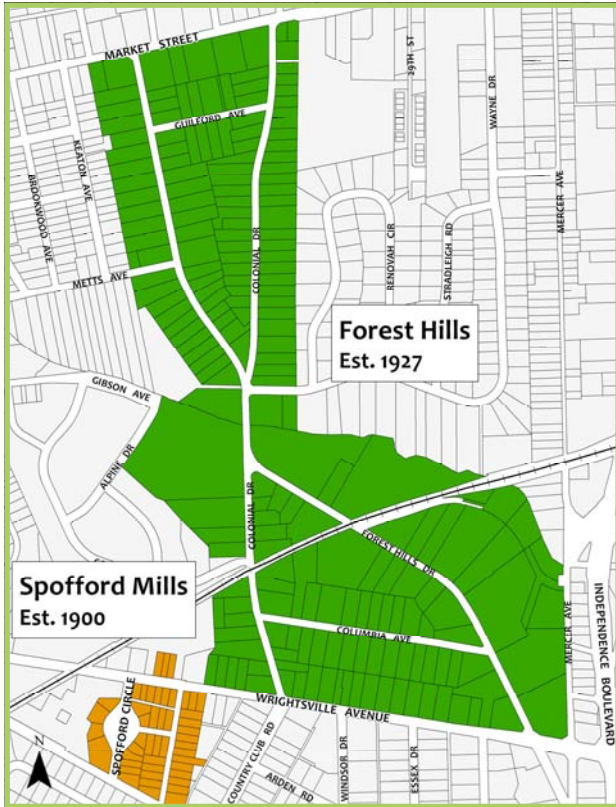 MARKET STREET
19TH ST
WAYNE DR
GUILFORD AVE
KEATON AVE
BROOKWOOD AVE
MERCER AVE
COLONIAL DR
RENOVAH CIR
STRADLEIGH RD
METTS AVE
Forest Hills
Est. 1927
GIBSON AVE
ALPINE DR
COLONIAL DR
FOREST HILLS DR
Spofford Mills
Est. 1900
COLUMBIA AVE
MERCER AVE
INDEPENDENCE BOULEVARD
WRIGHTSVILLE AVENUE
SPOFFORD CIRCLE
COUNTRY CLUB RD
WINDSOR DR
ESSEX DR
ARDEN RD
N